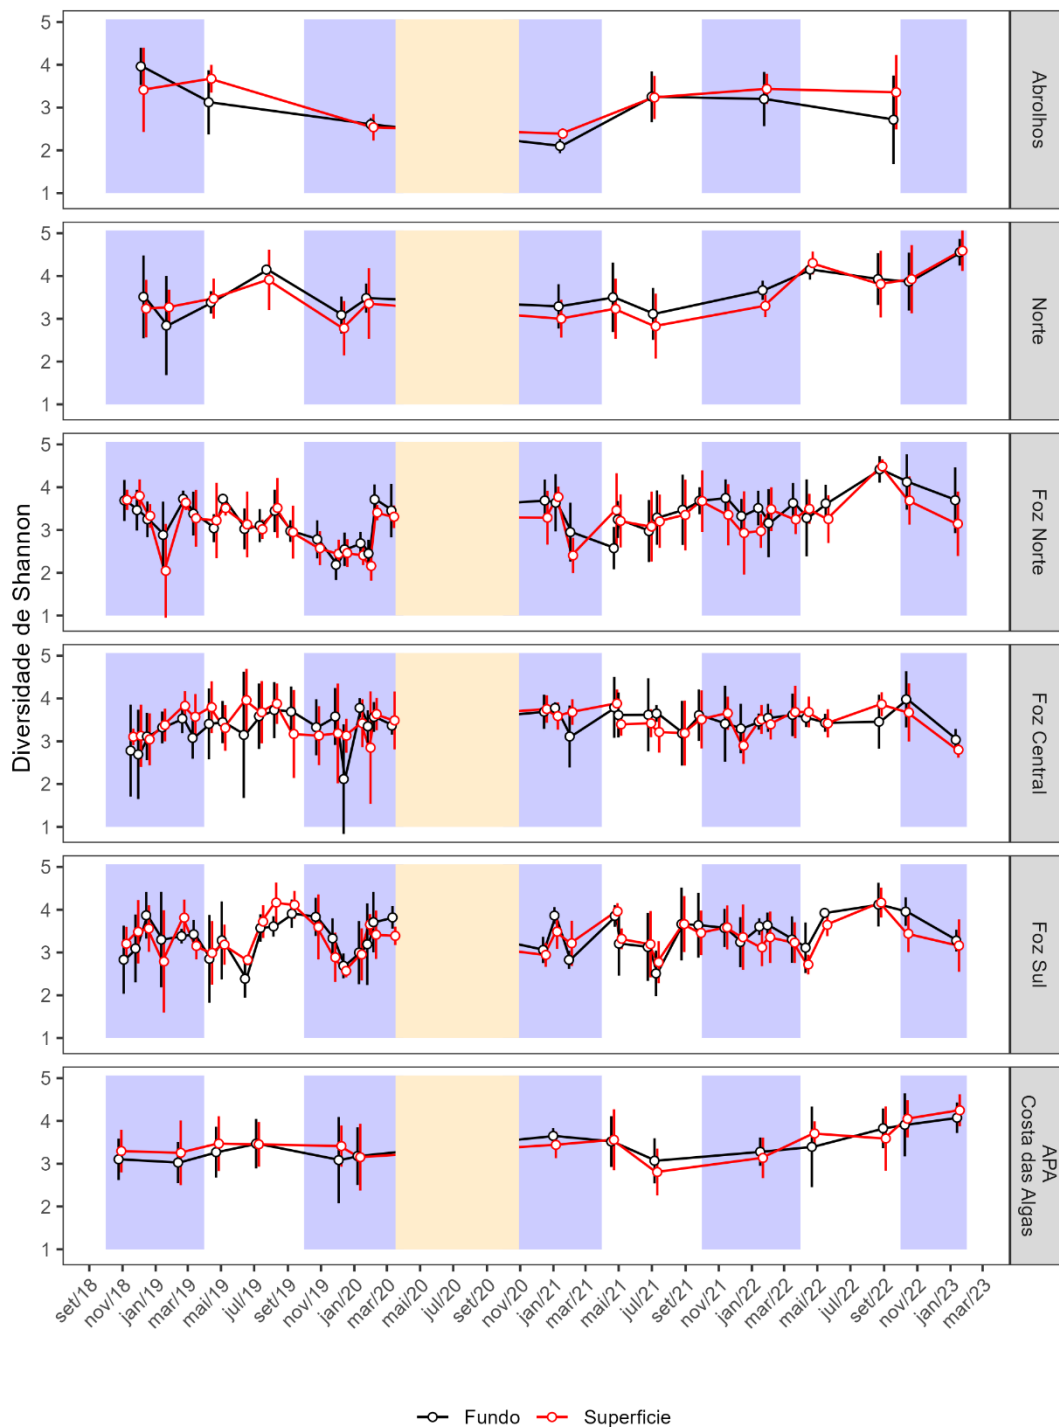 Diversidade de Shannon
5
4
3
2
1
Abrolhos
5
4
3
2
1
Norte
5
4
3
2
1
Foz Norte
5
4
3
2
1
Foz Central
5
4
3
2
1
Foz Sul
5
4
3
2
1
APA
Costa das Algas
set/18
nov/18
jan/19
mar/19
mai/19
jul/19
set/19
nov/19
jan/20
mar/20
mai/20
jul/20
set/20
nov/20
jan/21
mar/21
mai/21
jul/21
set/21
nov/21
jan/22
mar/22
mai/22
jul/22
set/22
nov/22
jan/23
mar/23
Fundo
Superficie